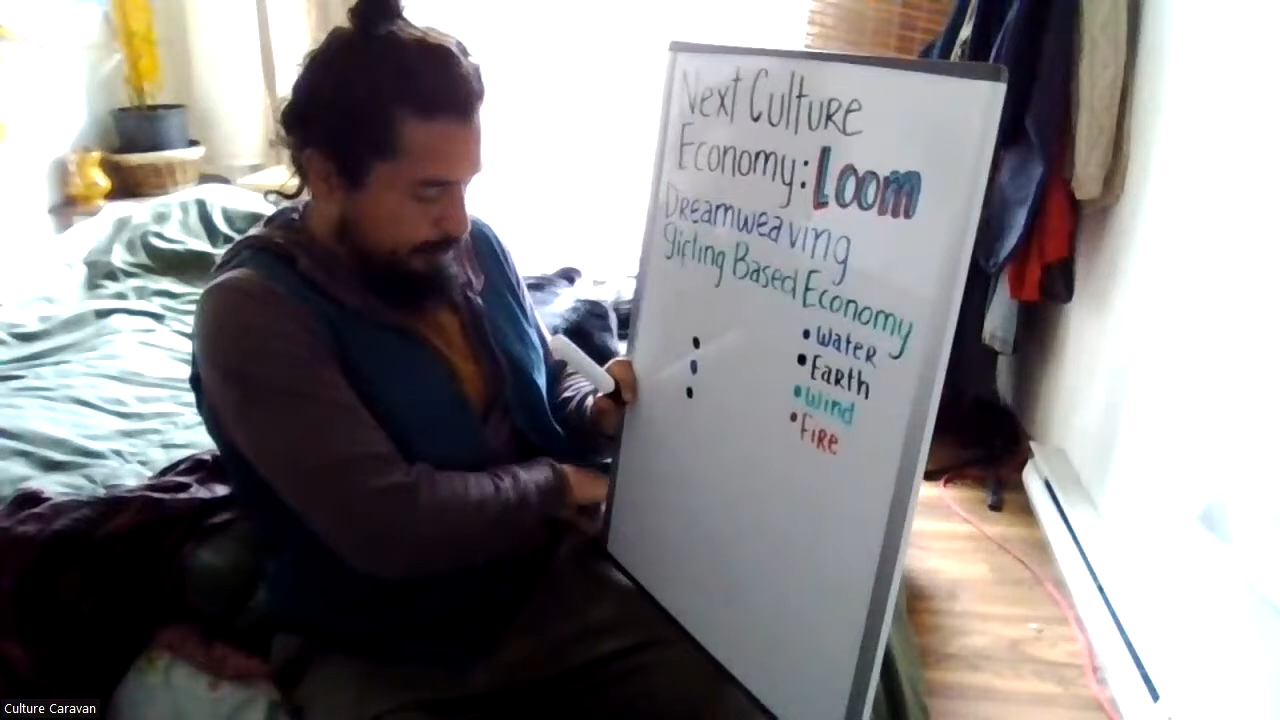 Next Culture
Economy: Loom
Dreamweaving
gifting Based Economy
• Water
• Earth
• Wind
• Fire
Culture Caravan